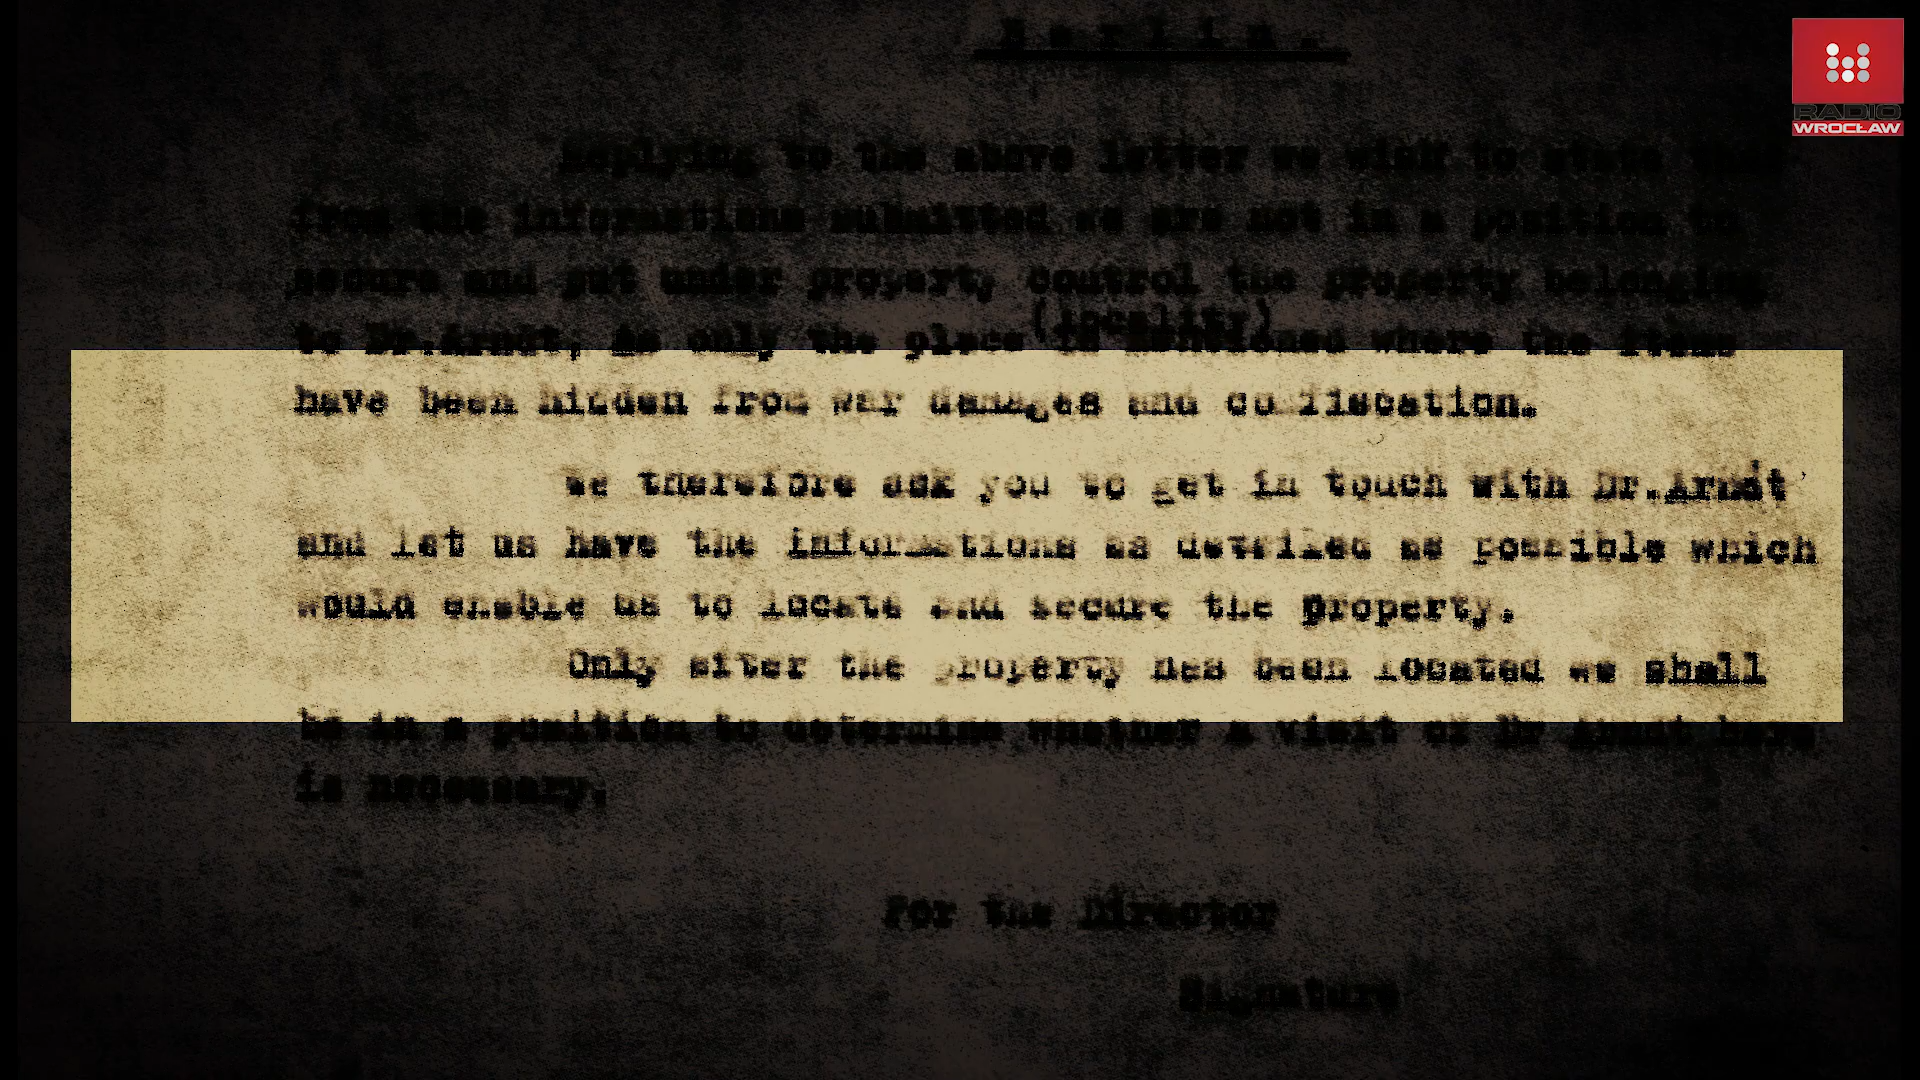 Berlin.
RADIO
WROCŁAW
Replying to the above letter we wish to state that
from the informations submitted we are not in a position to
secure and put under property control the property belonging
(locality)
to Dr.Arndt, as only the place is mentioned where the items
have been hidden from war damages and confiscation.
We therefore ask you to get in touch with Dr.Arndt
and let us have the informations as detailed as possible which
would enable us to locate and secure the property.
Only after the property has been located we shall
be in a position to determine whether a visit of Dr Arndt here
is necessary.
For the Director
Signature